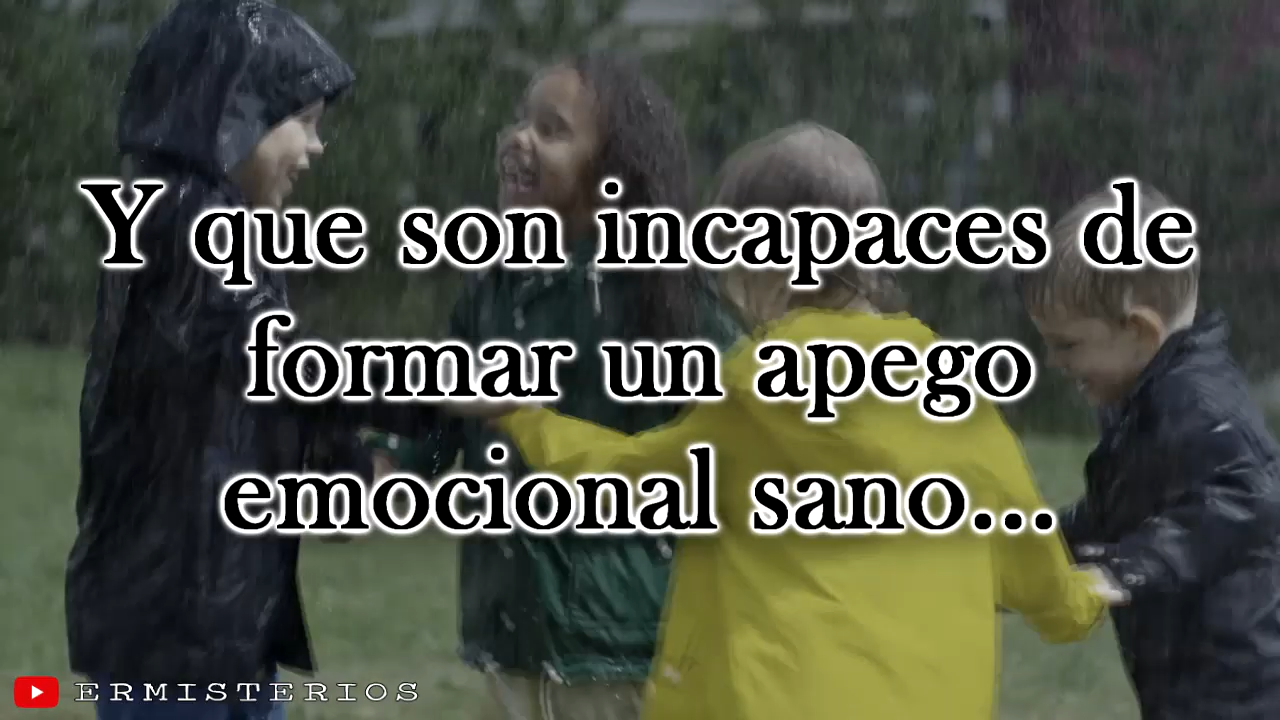 Y que son incapaces de
formar un apego
emocional sano...
ERMISTERIOS